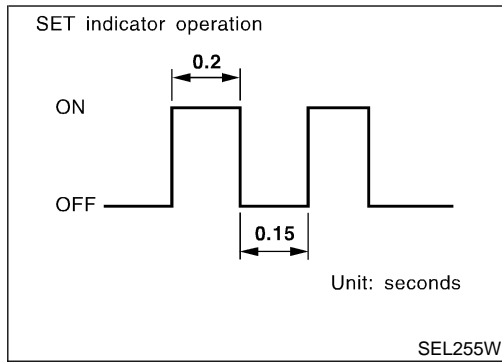 SET indicator operation
0.2
ON
OFF
0.15
Unit: seconds
SEL255W